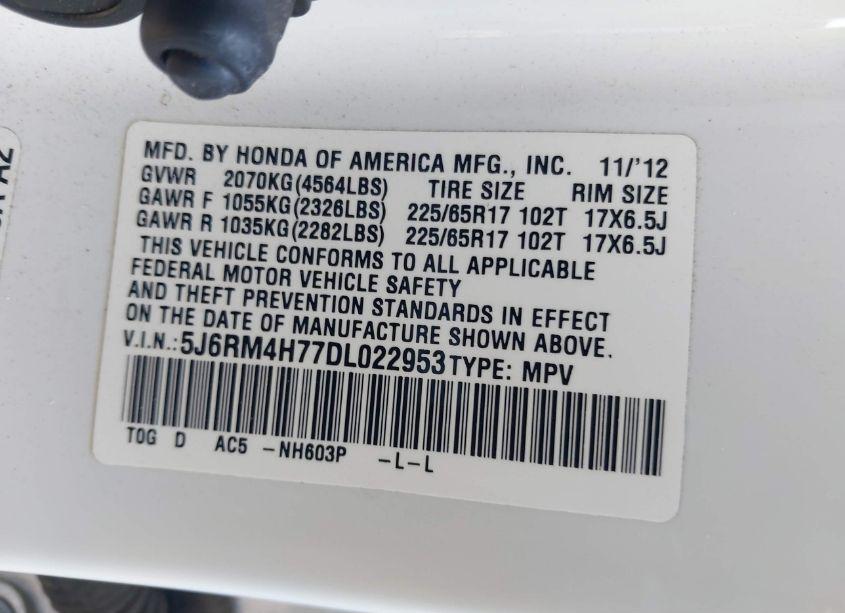 MFD. BY HONDA OF AMERICA MFG., INC. 11/'12
GVWR 2070KG(4564LBS) TIRE SIZE RIM SIZE
GAWR F 1055KG(2326LBS) 225/65R17 102T 17X6.5J
GAWR R 1035KG(2282LBS) 225/65R17 102T 17X6.5J
THIS VEHICLE CONFORMS TO ALL APPLICABLE
FEDERAL MOTOR VEHICLE SAFETY
AND THEFT PREVENTION STANDARDS IN EFFECT
ON THE DATE OF MANUFACTURE SHOWN ABOVE.
V.I.N.:5J6RM4H77DL022953 TYPE: MPV
T0G D AC5 -NH603P -L-L
A2